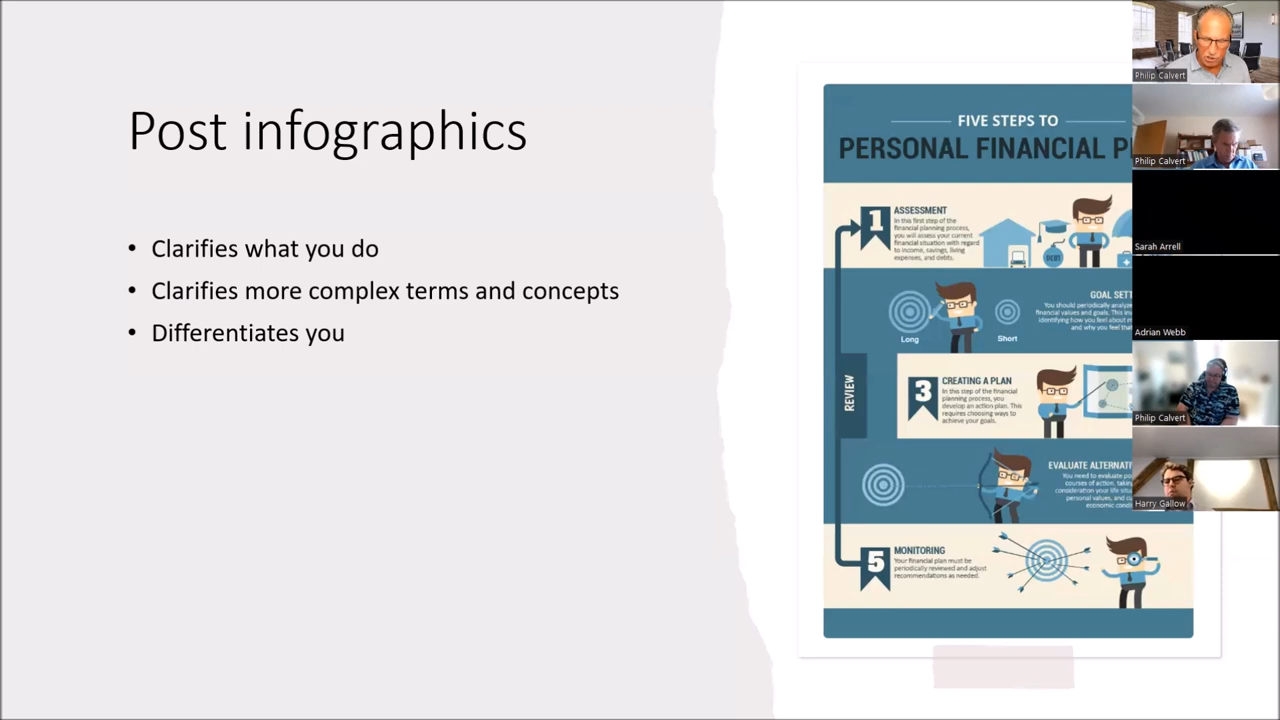 Post infographics
• Clarifies what you do
• Clarifies more complex terms and concepts
• Differentiates you
FIVE STEPS TO
PERSONAL FINANCIAL P
1
ASSESSMENT
In this first step of the
financial planning process,
you will assess your current
financial situation with regard
to income, savings, living
expenses, and debts.
DEBT
GOAL SETT
You should periodically analyze
financial values and goals. This in
identifying how you feel about m
and why you feel that
Long
Short
REVIEW
3
CREATING A PLAN
In this step of the financial
planning process, you
develop an action plan. This
requires choosing ways to
achieve your goals.
EVALUATE ALTERNATI
You need to evaluate po
courses of action, taking
consideration your life situ
personal values, and cu
economic cond
5
MONITORING
Your financial plan must be
periodically reviewed and adjust
recommendations as needed.
Philip Calvert
Philip Calvert
Sarah Arrell
Adrian Webb
Philip Calvert
Harry Gallow